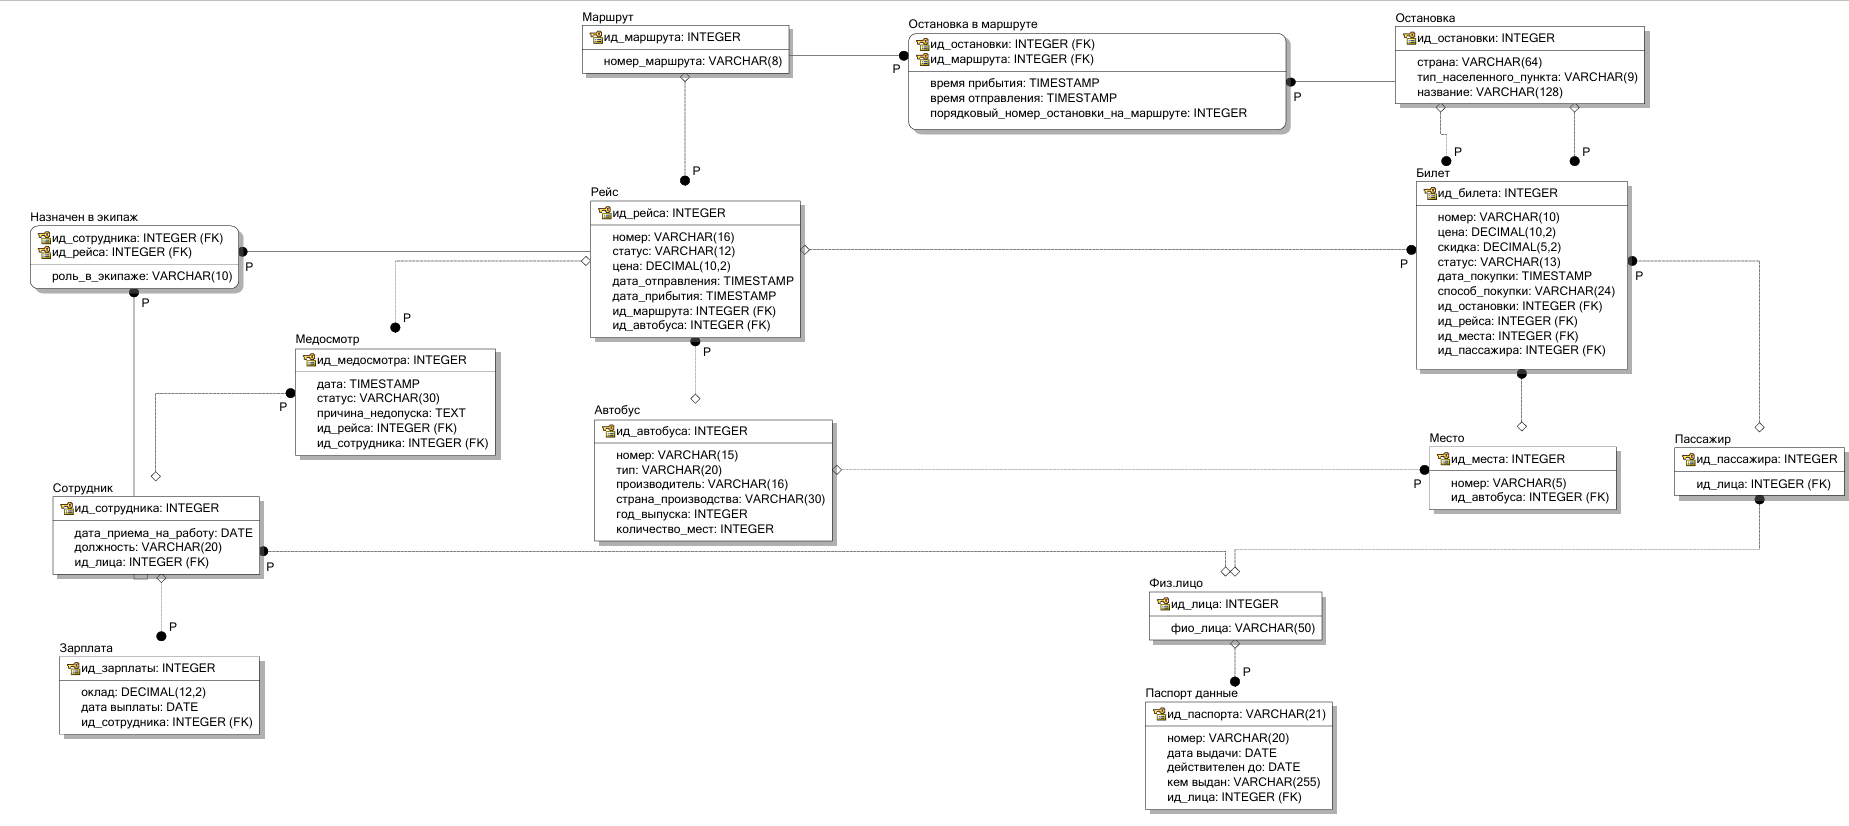 Маршрут
ид_маршрута: INTEGER
номер_маршрута: VARCHAR(8)
P
P
Остановка в маршруте
ид_остановки: INTEGER (FK)
ид_маршрута: INTEGER (FK)
время прибытия: TIMESTAMP
время отправления: TIMESTAMP
порядковый_номер_остановки_на_маршруте: INTEGER
P
Остановка
ид_остановки: INTEGER
страна: VARCHAR(64)
тип_населенного_пункта: VARCHAR(9)
название: VARCHAR(128)
P
P
Назначен в экипаж
ид_сотрудника: INTEGER (FK)
ид_рейса: INTEGER (FK)
роль_в_экипаже: VARCHAR(10)
P
P
Рейс
ид_рейса: INTEGER
номер: VARCHAR(16)
статус: VARCHAR(12)
цена: DECIMAL(10,2)
дата_отправления: TIMESTAMP
дата_прибытия: TIMESTAMP
ид_маршрута: INTEGER (FK)
ид_автобуса: INTEGER (FK)
P
P
Билет
ид_билета: INTEGER
номер: VARCHAR(10)
цена: DECIMAL(10,2)
скидка: DECIMAL(5,2)
статус: VARCHAR(13)
дата_покупки: TIMESTAMP
способ_покупки: VARCHAR(24)
ид_остановки: INTEGER (FK)
ид_рейса: INTEGER (FK)
ид_места: INTEGER (FK)
ид_пассажира: INTEGER (FK)
P
P
Медосмотр
ид_медосмотра: INTEGER
дата: TIMESTAMP
статус: VARCHAR(30)
причина_недопуска: TEXT
ид_рейса: INTEGER (FK)
ид_сотрудника: INTEGER (FK)
P
Автобус
ид_автобуса: INTEGER
номер: VARCHAR(15)
тип: VARCHAR(20)
производитель: VARCHAR(16)
страна_производства: VARCHAR(30)
год_выпуска: INTEGER
количество_мест: INTEGER
P
Место
ид_места: INTEGER
номер: VARCHAR(5)
ид_автобуса: INTEGER (FK)
Пассажир
ид_пассажира: INTEGER
ид_лица: INTEGER (FK)
P
Сотрудник
ид_сотрудника: INTEGER
дата_приема_на_работу: DATE
должность: VARCHAR(20)
ид_лица: INTEGER (FK)
P
P
Физ.лицо
ид_лица: INTEGER
фио_лица: VARCHAR(50)
P
Зарплата
ид_зарплаты: INTEGER
оклад: DECIMAL(12,2)
дата выплаты: DATE
ид_сотрудника: INTEGER (FK)
Паспорт данные
ид_паспорта: VARCHAR(21)
номер: VARCHAR(20)
дата выдачи: DATE
действителен до: DATE
кем выдан: VARCHAR(255)
ид_лица: INTEGER (FK)